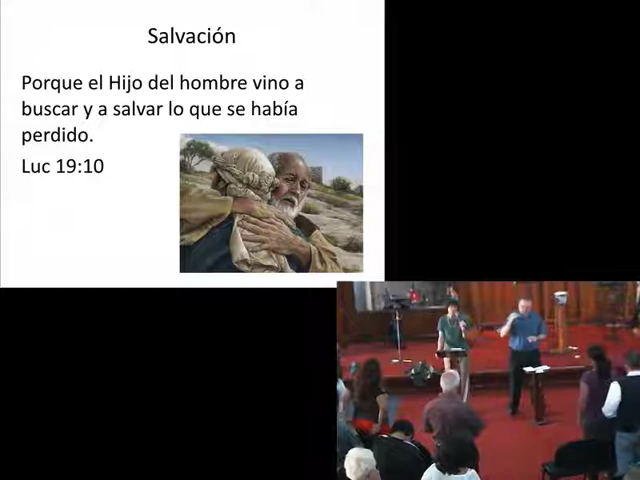 Salvación
Porque el Hijo del hombre vino a
buscar y a salvar lo que se había
perdido.
Luc 19:10